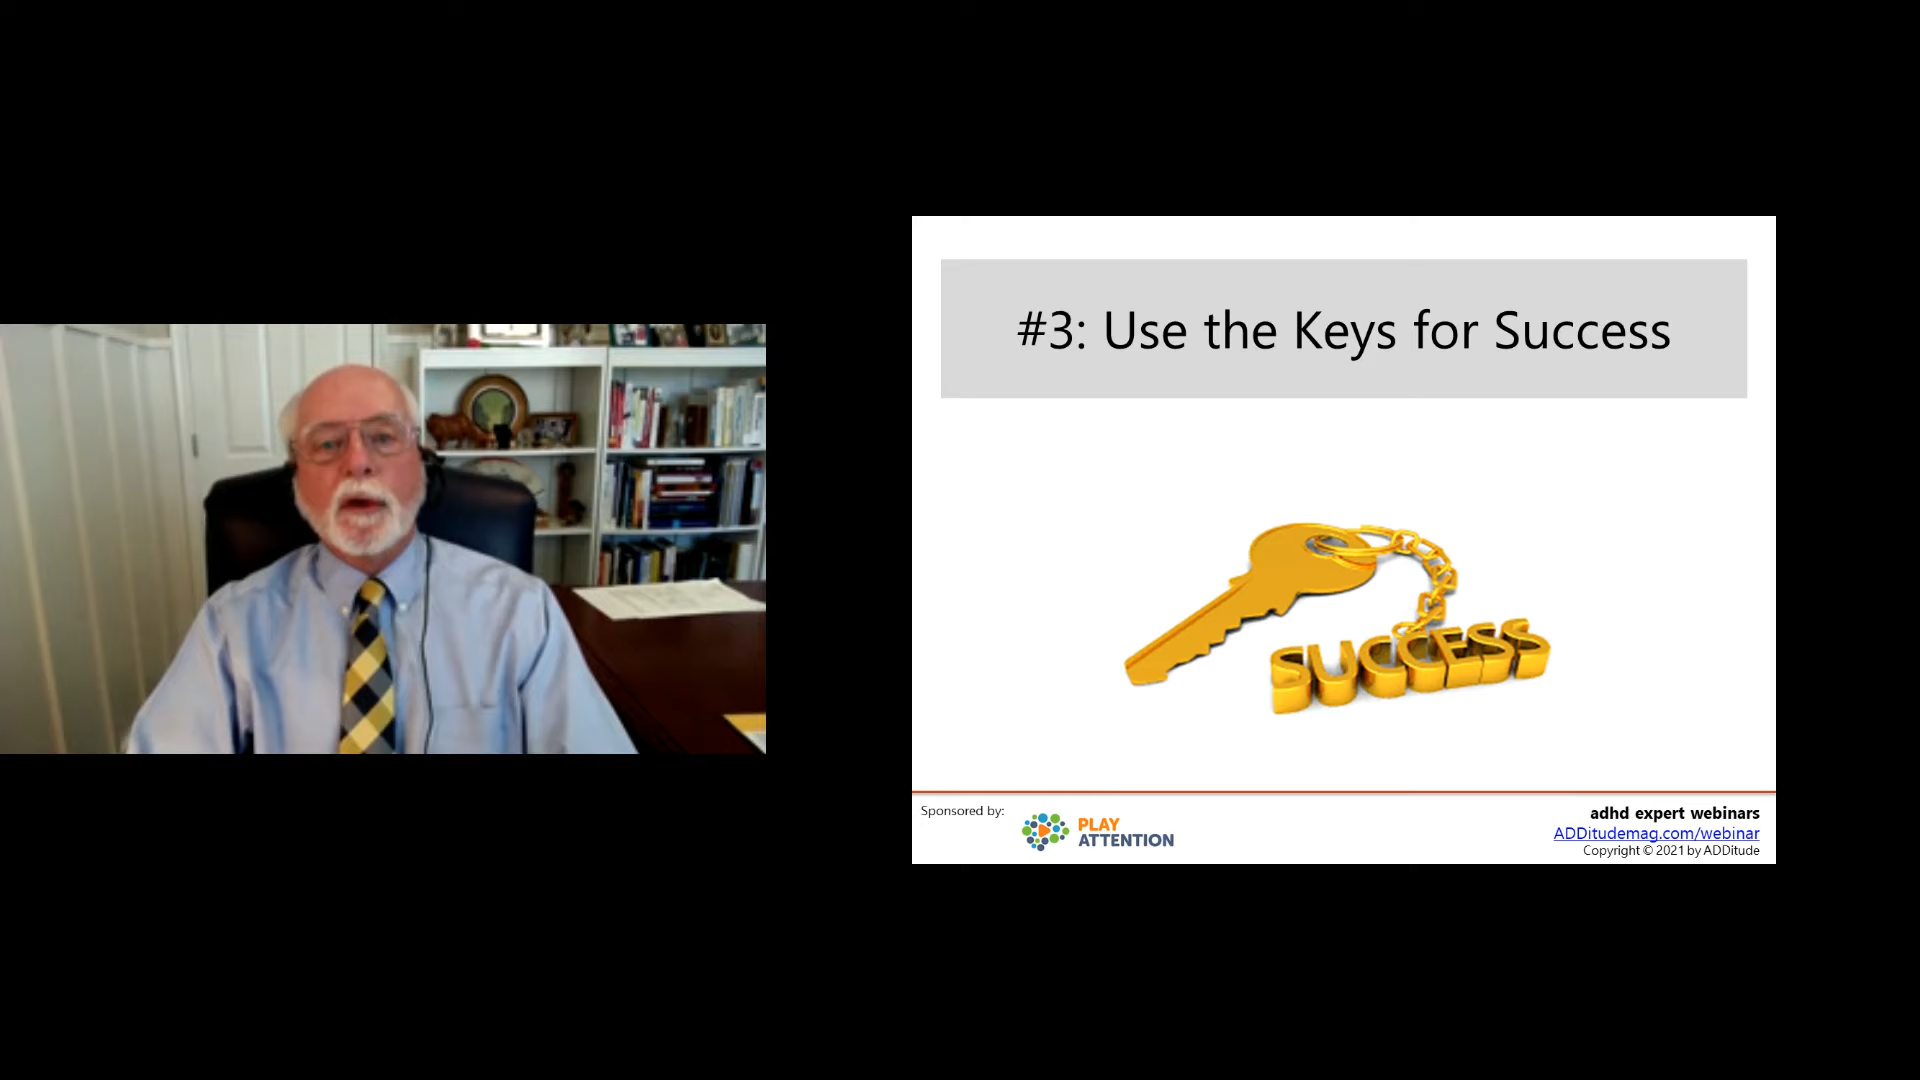 #3: Use the Keys for Success
SUCCESS
Sponsored by:
PLAY
ATTENTION
adhd expert webinars
ADDitudemag.com/webinar
Copyright © 2021 by ADDitude